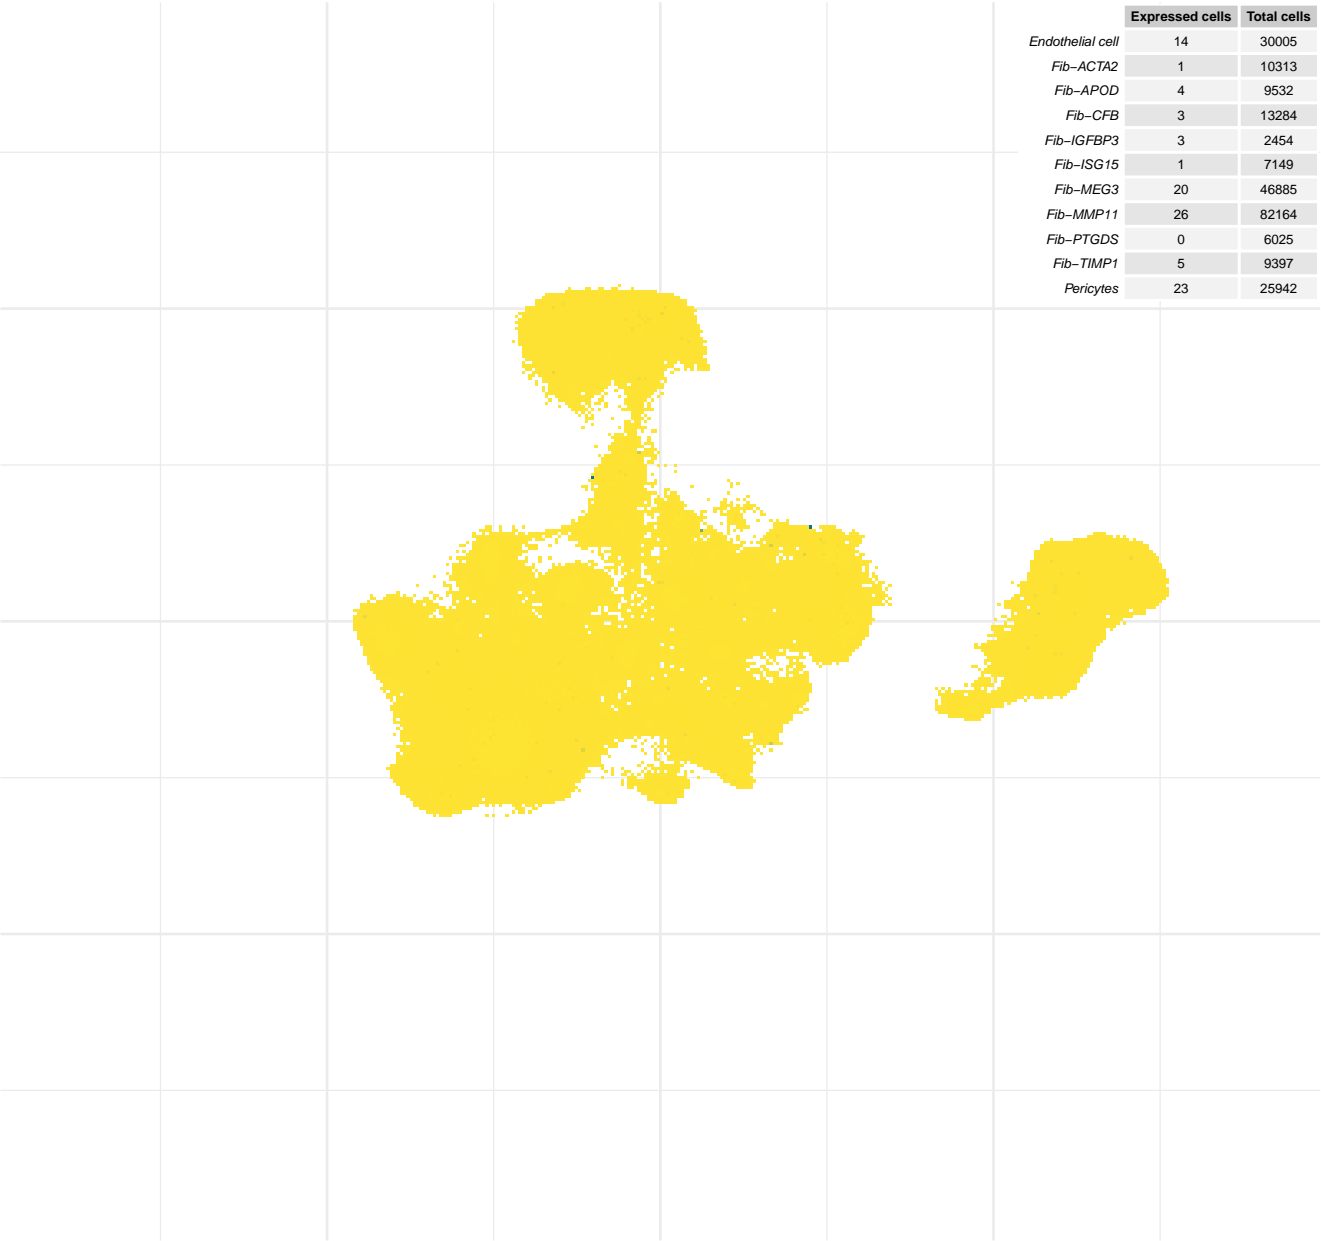 Expressed cells Total cells
Endothelial cell 14 30005
Fib−ACTA2 1 10313
Fib−APOD 4 9532
Fib−CFB 3 13284
Fib−IGFBP3 3 2454
Fib−ISG15 1 7149
Fib−MEG3 20 46885
Fib−MMP11 26 82164
Fib−PTGDS 0 6025
Fib−TIMP1 5 9397
Pericytes 23 25942